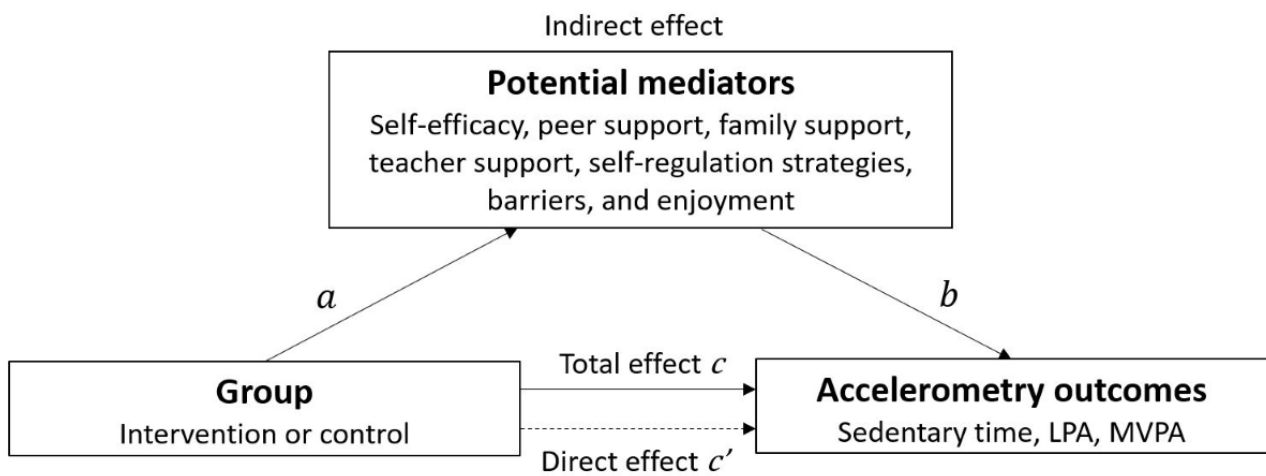 Indirect effect
Potential mediators
Self-efficacy, peer support, family support,
teacher support, self-regulation strategies,
barriers, and enjoyment
a
b
Total effect c
Group
Intervention or control
Direct effect c'
Accelerometry outcomes
Sedentary time, LPA, MVPA